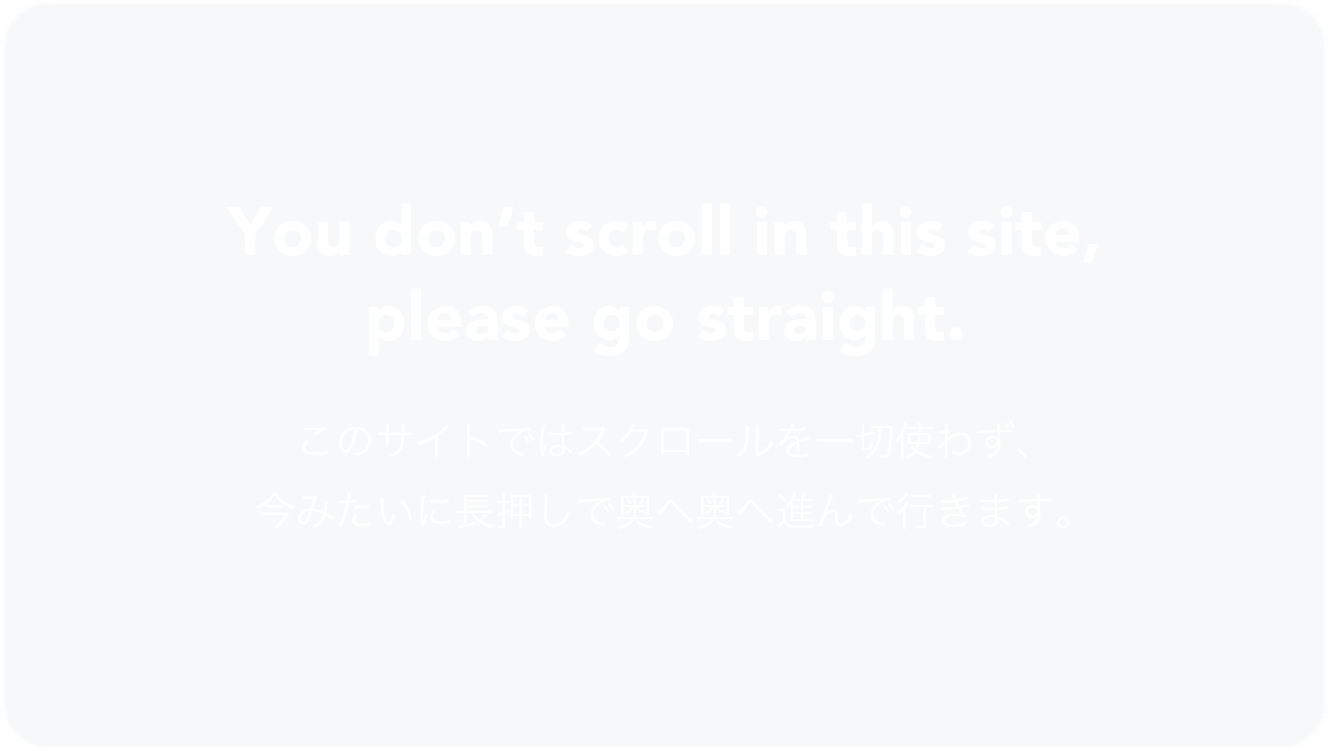 You don’t scroll in this site,
please go straight.
このサイトではスクロールを一切使わず、
今みたいに長押しで奥へ奥へ進んで行きます。